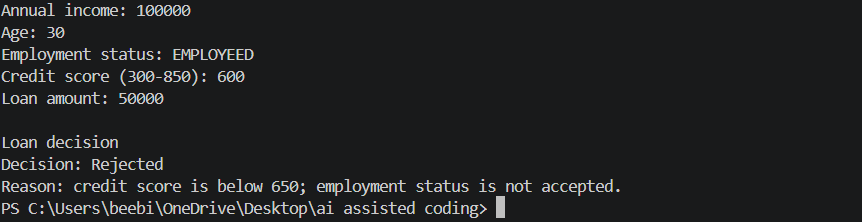 Annual income: 100000
Age: 30
Employment status: EMPLOYEED
Credit score (300-850): 600
Loan amount: 50000
Loan decision
Decision: Rejected
Reason: credit score is below 650; employment status is not accepted.
PS C:\Users\beebi\OneDrive\Desktop\ai assisted coding>